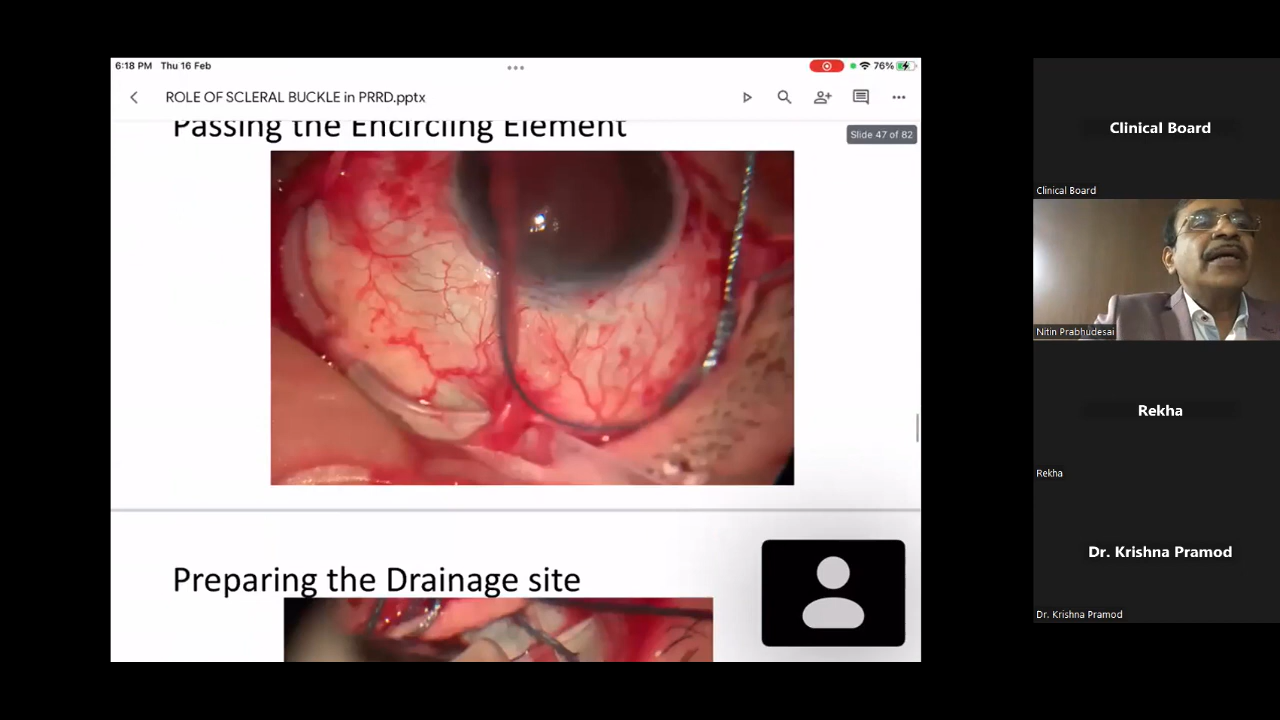 6:18 PM Thu 16 Feb
76%
ROLE OF SCLERAL BUCKLE in PRRD.pptx
Passing the Encircling Element
Slide 47 of 82
Preparing the Drainage site
Clinical Board
Clinical Board
Nitin Prabhudesai
Rekha
Rekha
Dr. Krishna Pramod
Dr. Krishna Pramod